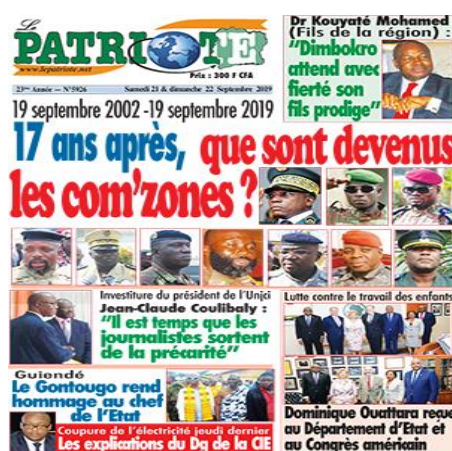 Le
PATRIOTE
www.lepatriote.net
Prix : 300 F CFA
23ème Année — N°5926
Samedi 21 & dimanche 22 Septembre 2019
Dr Kouyaté Mohamed
(Fils de la région) :
"Dimbokro
attend avec
fierté son
fils prodige"
19 septembre 2002 -19 septembre 2019
17 ans après, que sont devenus
les com'zones ?
Investiture du président de l'Unjci
Jean-Claude Coulibaly :
"Il est temps que les
journalistes sortent
de la précarité"
Lutte contre le travail des enfants
Guiendé
Le Gontougo rend
hommage au chef
de l'Etat
Coupure de l'électricité jeudi dernier
Les explications du Dg de la CIE
Dominique Ouattara reçue
au Département d'Etat et
au Congrès américain